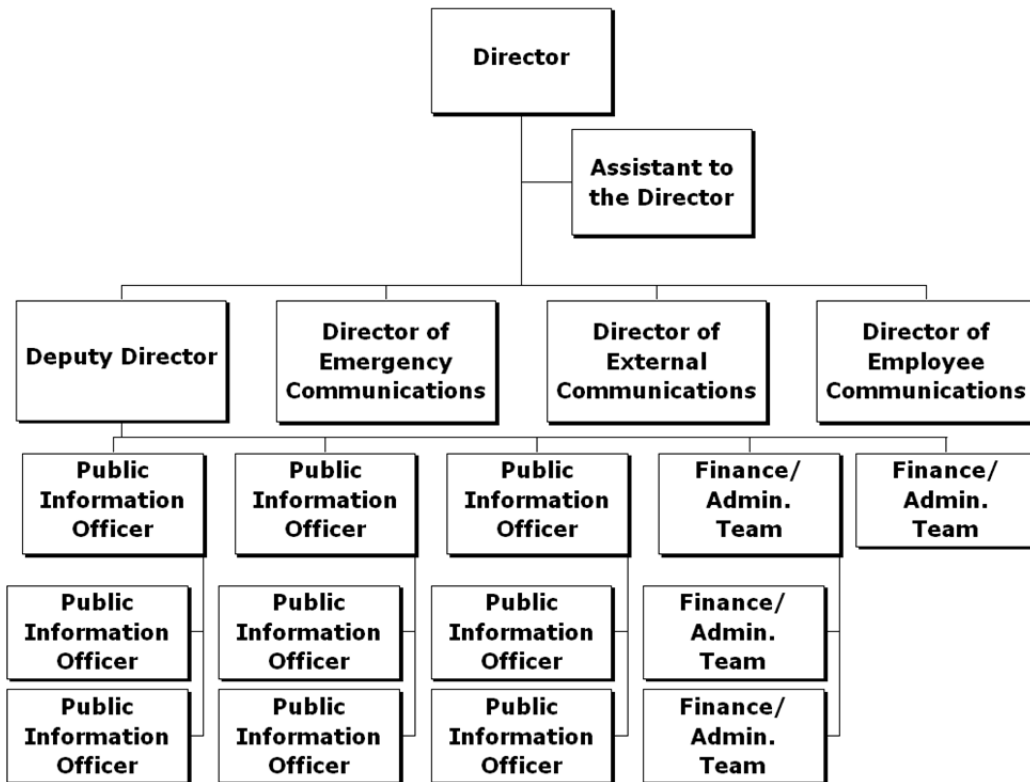 Director
Assistant to
the Director
Deputy Director
Director of
Emergency
Communications
Director of
External
Communications
Director of
Employee
Communications
Public
Information
Officer
Public
Information
Officer
Public
Information
Officer
Finance/
Admin.
Team
Finance/
Admin.
Team
Public
Information
Officer
Public
Information
Officer
Public
Information
Officer
Finance/
Admin.
Team
Public
Information
Officer
Public
Information
Officer
Public
Information
Officer
Finance/
Admin.
Team